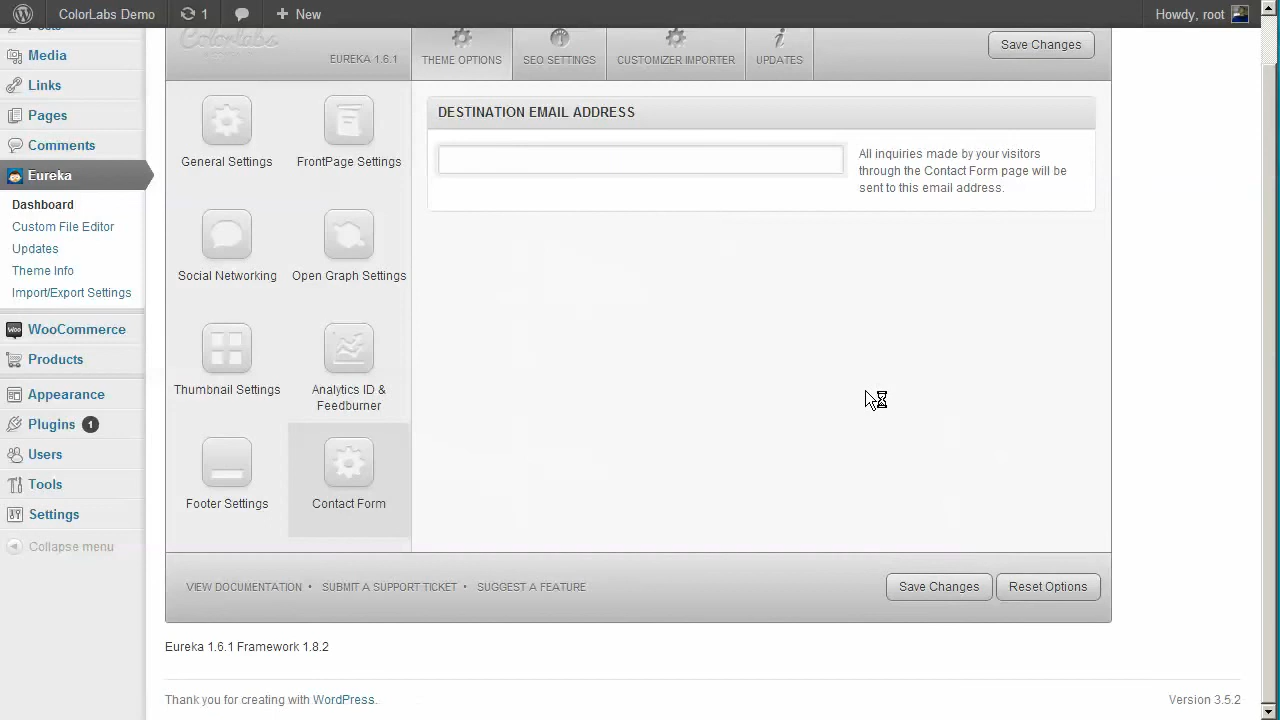 ColorLabs Demo
1
New
Howdy, root
Posts
Media
Links
Pages
Comments
Eureka
Dashboard
Custom File Editor
Updates
Theme Info
Import/Export Settings
WooCommerce
Products
Appearance
Plugins 1
Users
Tools
Settings
Collapse menu
Colorlabs
EUREKA 1.6.1
THEME OPTIONS
SEO SETTINGS
CUSTOMIZER IMPORTER
UPDATES
Save Changes
General Settings
FrontPage Settings
Social Networking
Open Graph Settings
Thumbnail Settings
Analytics ID &
Feedburner
Footer Settings
Contact Form
DESTINATION EMAIL ADDRESS
All inquiries made by your visitors
through the Contact Form page will be
sent to this email address.
VIEW DOCUMENTATION • SUBMIT A SUPPORT TICKET • SUGGEST A FEATURE
Save Changes
Reset Options
Eureka 1.6.1 Framework 1.8.2
Thank you for creating with WordPress.
Version 3.5.2